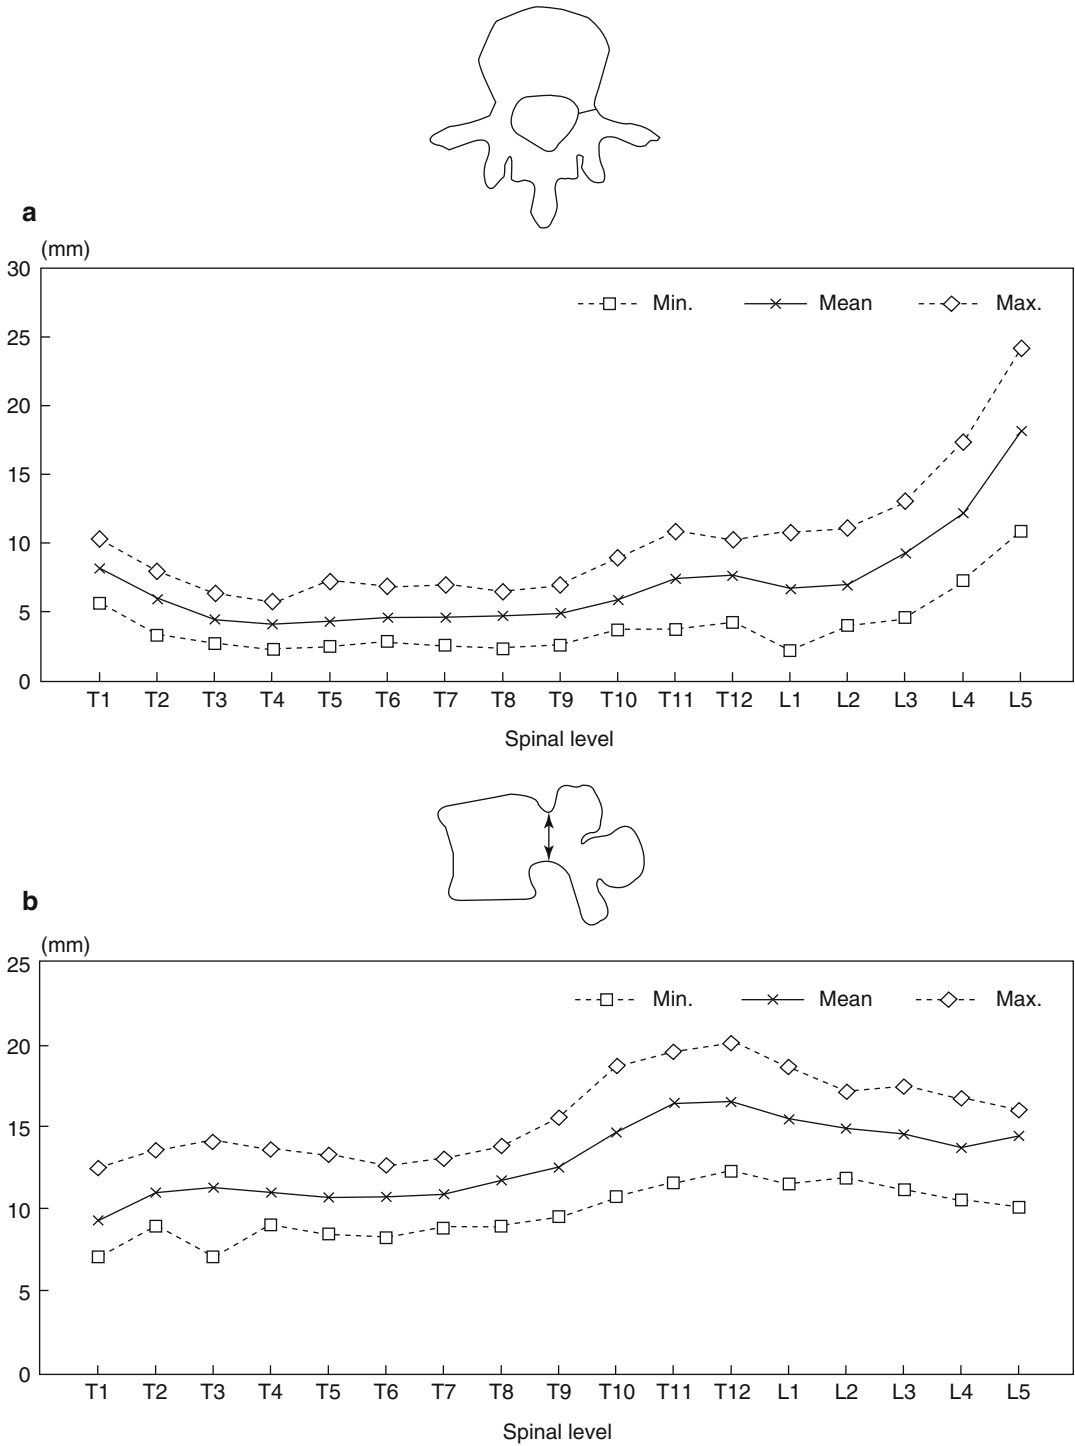 a
(mm)
30
Min. Mean Max.
25
20
15
10
5
0
T1 T2 T3 T4 T5 T6 T7 T8 T9 T10 T11 T12 L1 L2 L3 L4 L5
Spinal level
b
(mm)
25
Min. Mean Max.
20
15
10
5
0
T1 T2 T3 T4 T5 T6 T7 T8 T9 T10 T11 T12 L1 L2 L3 L4 L5
Spinal level